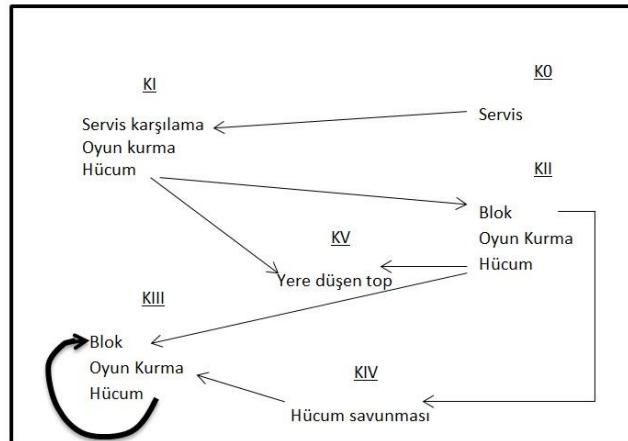 KI
Servis karşılama
Oyun kurma
Hücum
K0
Servis
KII
Blok
Oyun Kurma
Hücum
KV
Yere düşen top
KIII
Blok
Oyun Kurma
Hücum
KIV
Hücum savunması